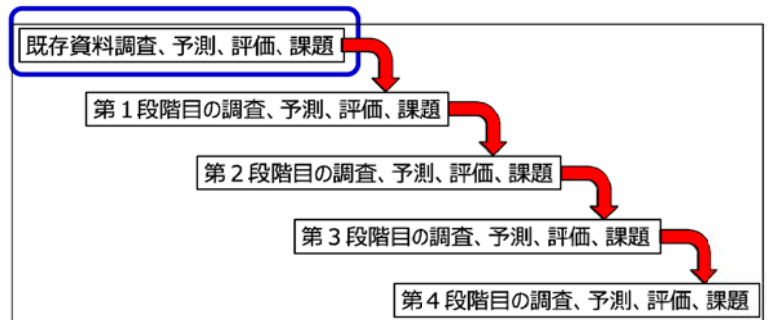 既存資料調査、予測、評価、課題
第１段階目の調査、予測、評価、課題
第２段階目の調査、予測、評価、課題
第３段階目の調査、予測、評価、課題
第４段階目の調査、予測、評価、課題